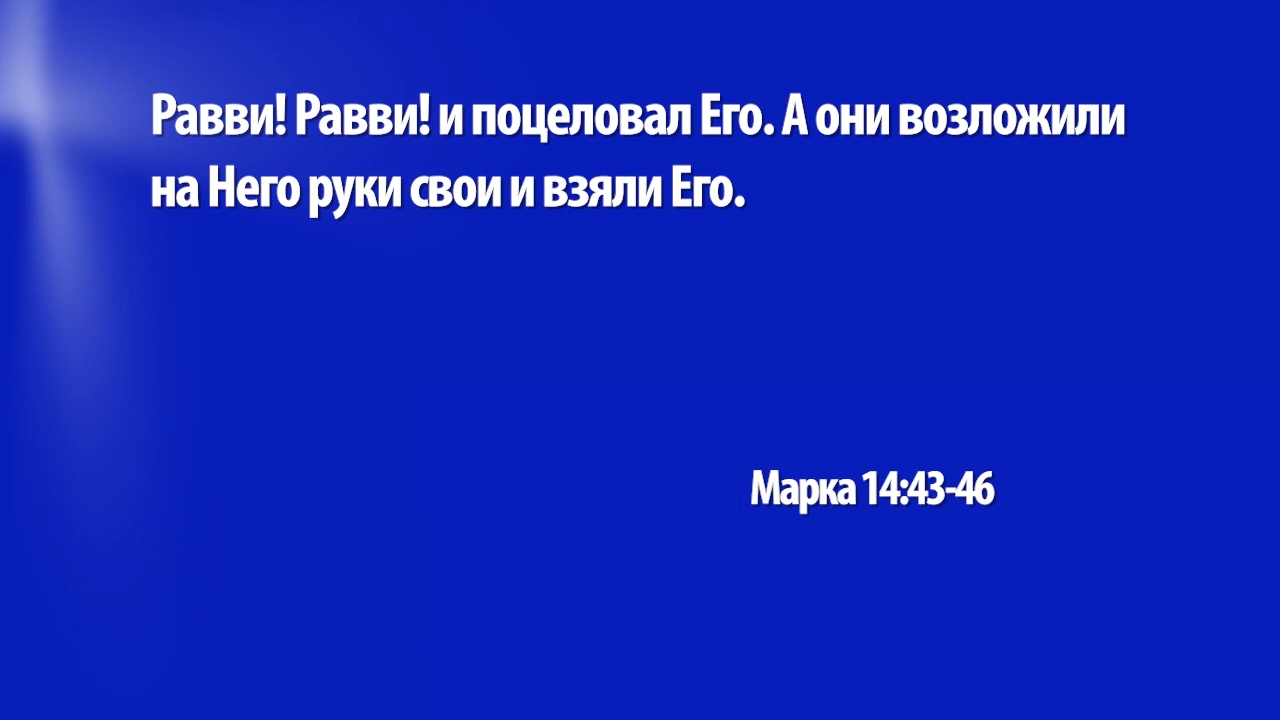 Равви! Равви! и поцеловал Его. А они возложили
на Него руки свои и взяли Его.
Марка 14:43-46